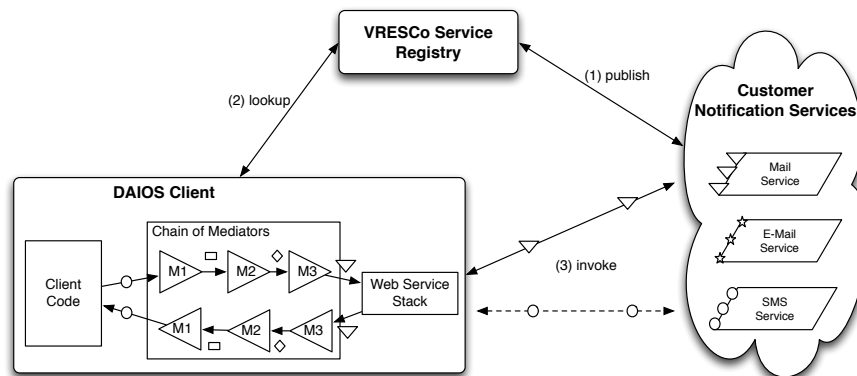 VRESCo Service
Registry
(1) publish
(2) lookup
Customer
Notification Services
Mail
Service
E-Mail
Service
SMS
Service
(3) invoke
DAIOS Client
Chain of Mediators
Client
Code
M1
M2
M3
Web Service
Stack
M1
M2
M3